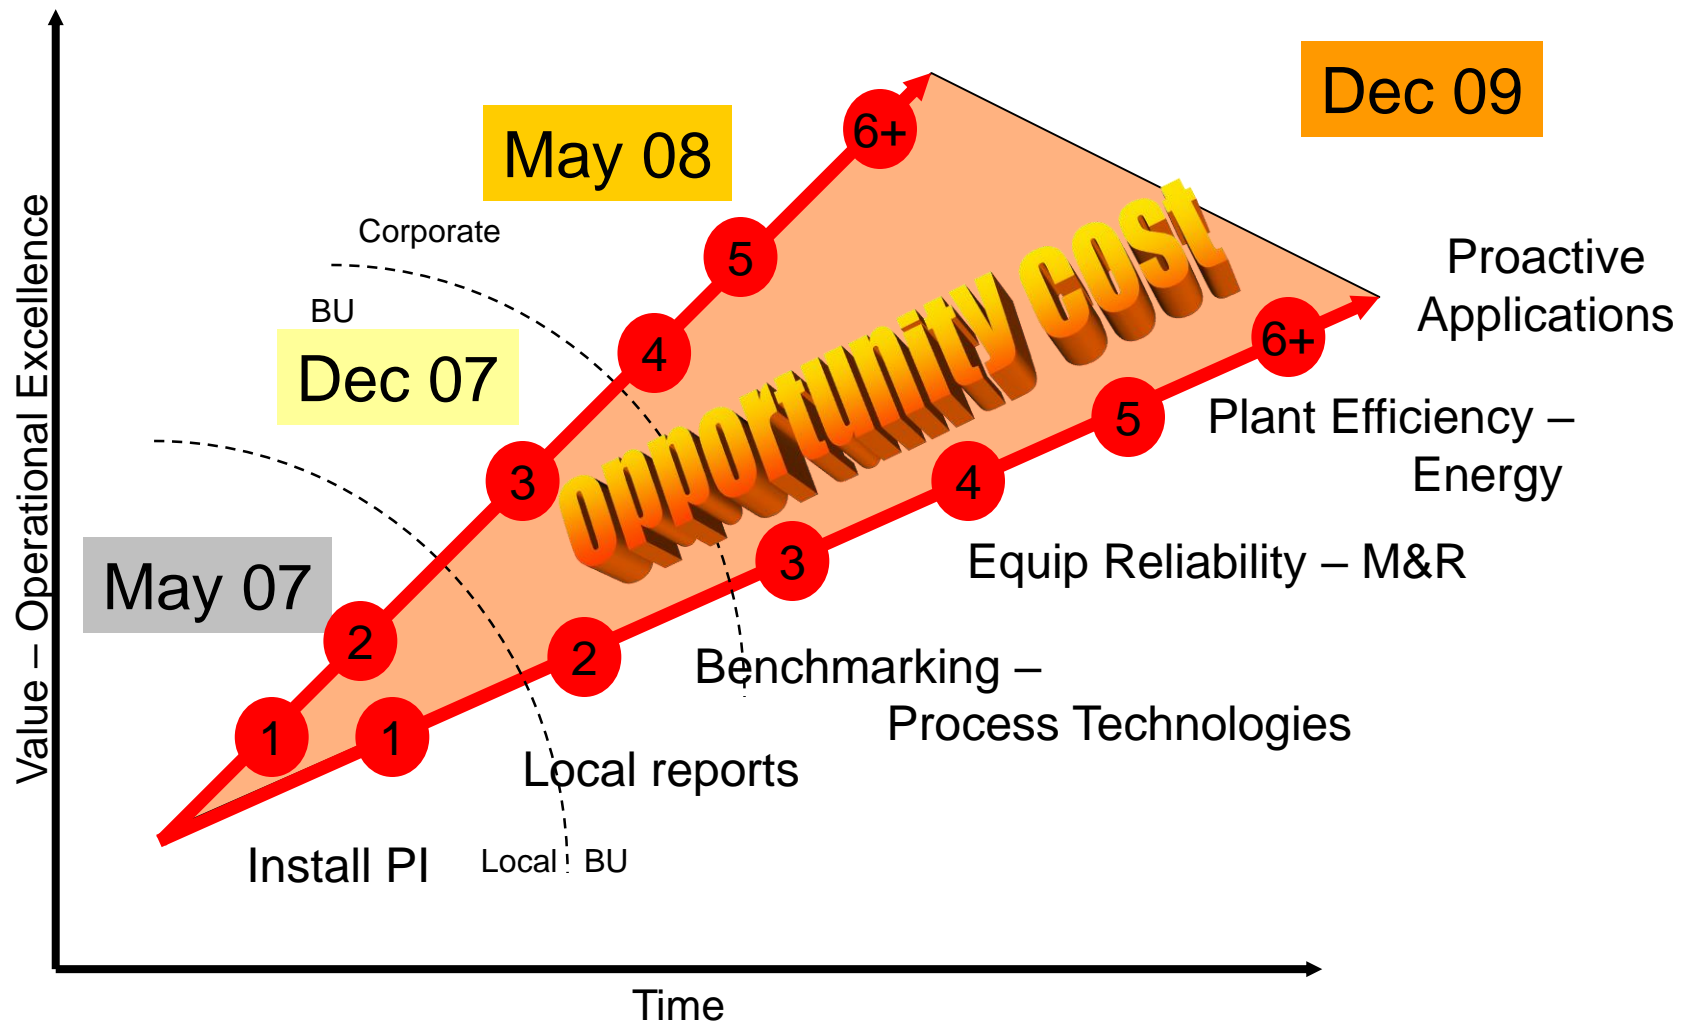 Dec 09
May 08
6+
Corporate
5
BU
Dec 07
4
3
May 07
2
1
opportunity cost
6+
5
4
3
2
1
Proactive
Applications
Plant Efficiency –
Energy
Equip Reliability – M&R
Benchmarking –
Process Technologies
Local reports
Install PI
Local
BU
Value – Operational Excellence
Time